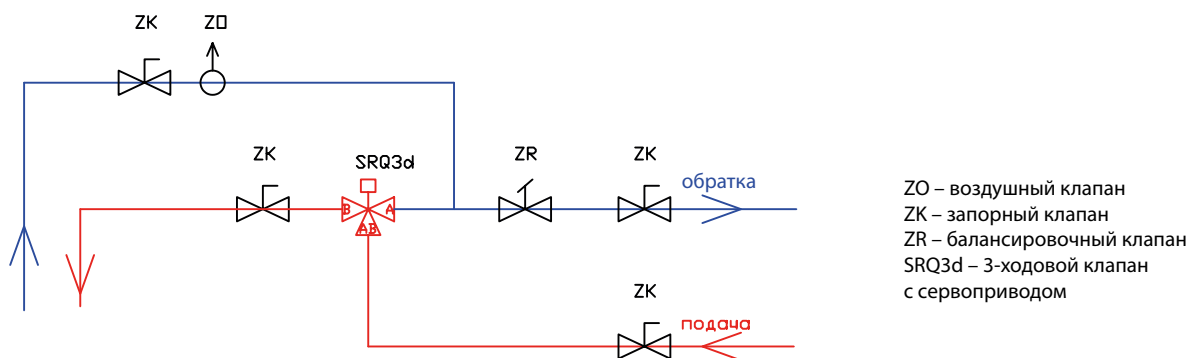 ZK
ZO
ZK
SRQ3d
ZR
ZK
обратка
B
A
AB
ZK
подача
ZO – воздушный клапан
ZK – запорный клапан
ZR – балансировочный клапан
SRQ3d – 3-ходовой клапан
с сервоприводом